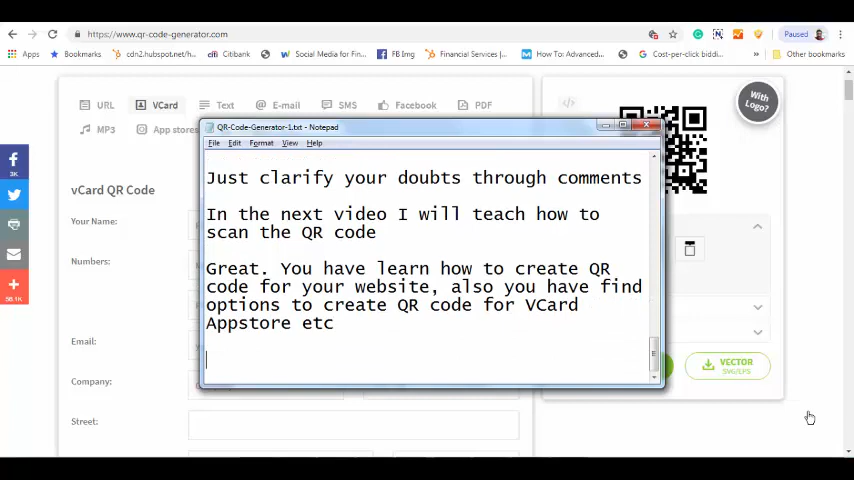 https://www.qr-code-generator.com
Paused
Apps
Bookmarks
cdn2.hubspot.net/h...
Citibank
Social Media for Fin...
FB Img
Financial Services |...
How To: Advanced...
Cost-per-click biddi...
»
Other bookmarks
URL
VCard
Text
E-mail
SMS
Facebook
PDF
MP3
App stores
With Logo?
QR-Code-Generator-1.txt - Notepad
File Edit Format View Help
Just clarify your doubts through comments
In the next video I will teach how to
scan the QR code
Great. You have learn how to create QR
code for your website, also you have find
options to create QR code for VCard
Appstore etc
3K
58.1K
vCard QR Code
Your Name:
Numbers:
Email:
Company:
Street:
VECTOR
SVG/EPS